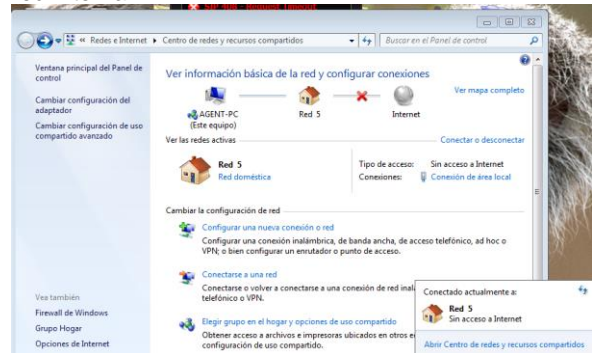 SIP 408 - Request Timeout
Redes e Internet
Centro de redes y recursos compartidos
Buscar en el Panel de control
Ventana principal del Panel de
control
Cambiar configuración del
adaptador
Cambiar configuración de uso
compartido avanzado
Ver información básica de la red y configurar conexiones
Ver mapa completo
AGENT-PC
(Este equipo)
Red 5
Internet
Ver las redes activas
Conectar o desconectar
Red 5
Red doméstica
Tipo de acceso: Sin acceso a Internet
Conexiones: Conexión de área local
Cambiar la configuración de red
Configurar una nueva conexión o red
Configurar una conexión inalámbrica, de banda ancha, de acceso telefónico, ad hoc o
VPN; o bien configurar un enrutador o punto de acceso.
Conectarse a una red
Conectarse o volver a conectarse a una conexión de red
telefónico o VPN.
Elegir grupo en el hogar y opciones de uso compartido
Obtener acceso a archivos e impresoras ubicados en otros
configuración de uso compartido.
Vea también
Firewall de Windows
Grupo Hogar
Opciones de Internet
Conectado actualmente a:
Red 5
Sin acceso a Internet
Abrir Centro de redes y recursos compartidos